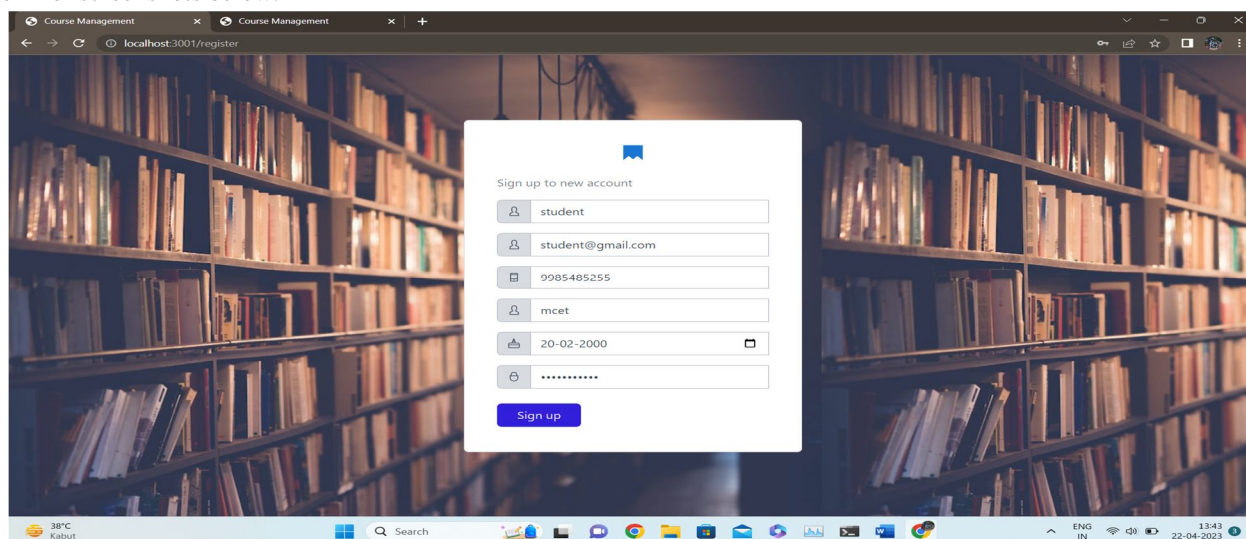 Course Management
Course Management
localhost:3001/register
Sign up to new account
student
student@gmail.com
9985485255
mcet
20-02-2000
•••••••••••
Sign up
38°C
Kabut
Search
ENG
IN
13:43
22-04-2023
3